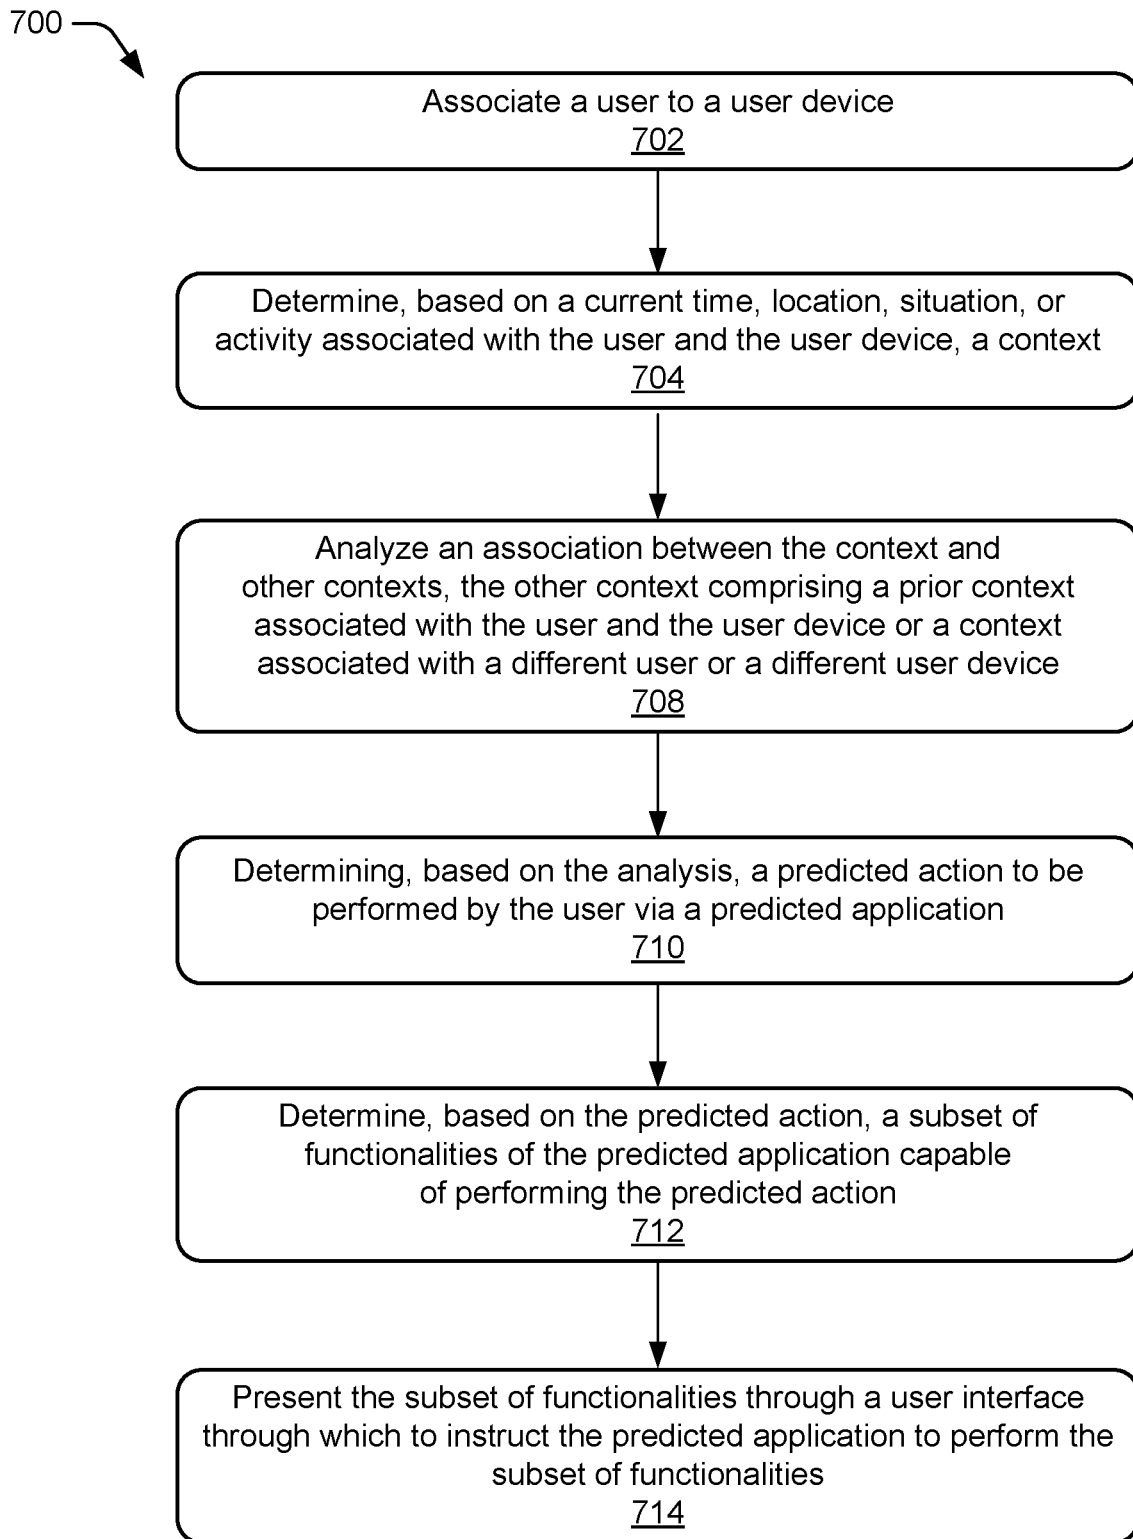 700
Associate a user to a user device
702
Determine, based on a current time, location, situation, or
activity associated with the user and the user device, a context
704
Analyze an association between the context and
other contexts, the other context comprising a prior context
associated with the user and the user device or a context
associated with a different user or a different user device
708
Determining, based on the analysis, a predicted action to be
performed by the user via a predicted application
710
Determine, based on the predicted action, a subset of
functionalities of the predicted application capable
of performing the predicted action
712
Present the subset of functionalities through a user interface
through which to instruct the predicted application to perform the
subset of functionalities
714